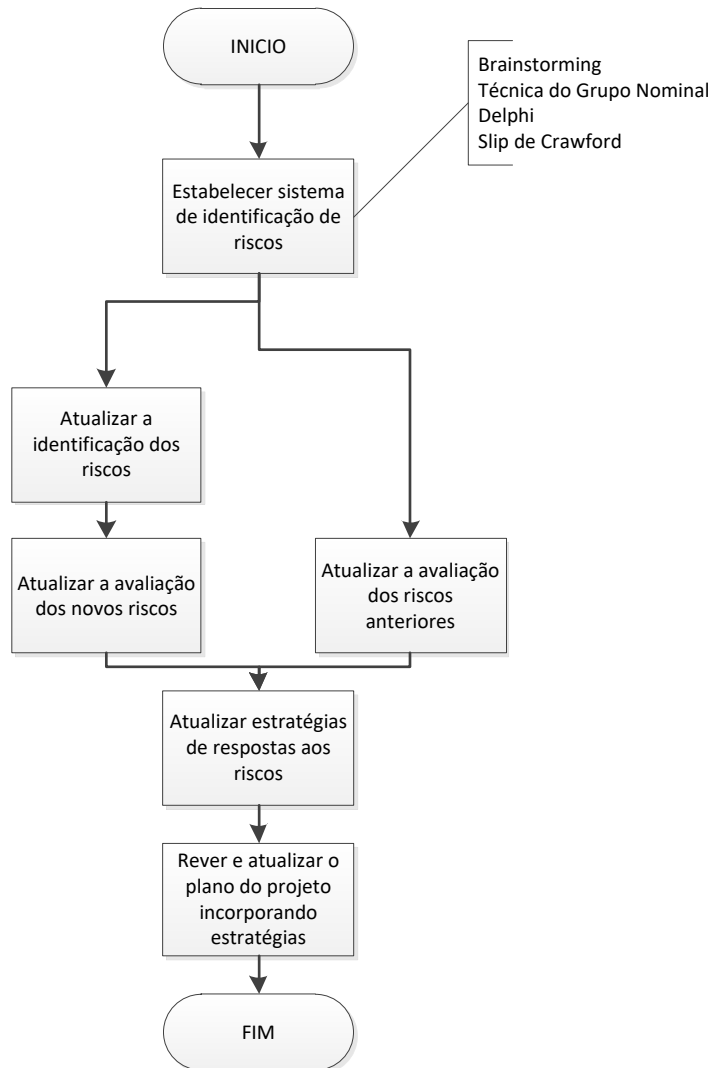 INICIO
Brainstorming
Técnica do Grupo Nominal
Delphi
Slip de Crawford
Estabelecer sistema
de identificação de
riscos
Atualizar a
identificação dos
riscos
Atualizar a avaliação
dos novos riscos
Atualizar a avaliação
dos riscos
anteriores
Atualizar estratégias
de respostas aos
riscos
Rever e atualizar o
plano do projeto
incorporando
estratégias
FIM